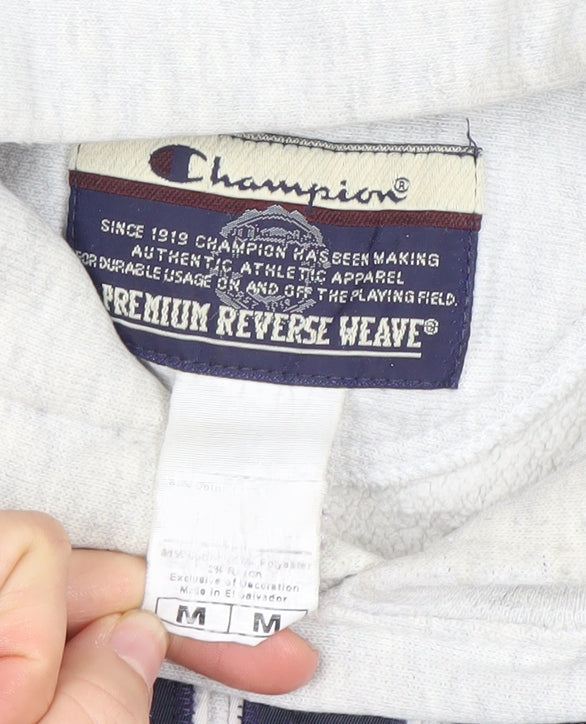 Champion®
SINCE 1919 CHAMPION HAS BEEN MAKING
AUTHENTIC ATHLETIC APPAREL
FOR DURABLE USAGE ON AND OFF THE PLAYING FIELD.
PREMIUM REVERSE WEAVE®
Polyester
Exclusive of Decoration
Made in El Salvador
M M